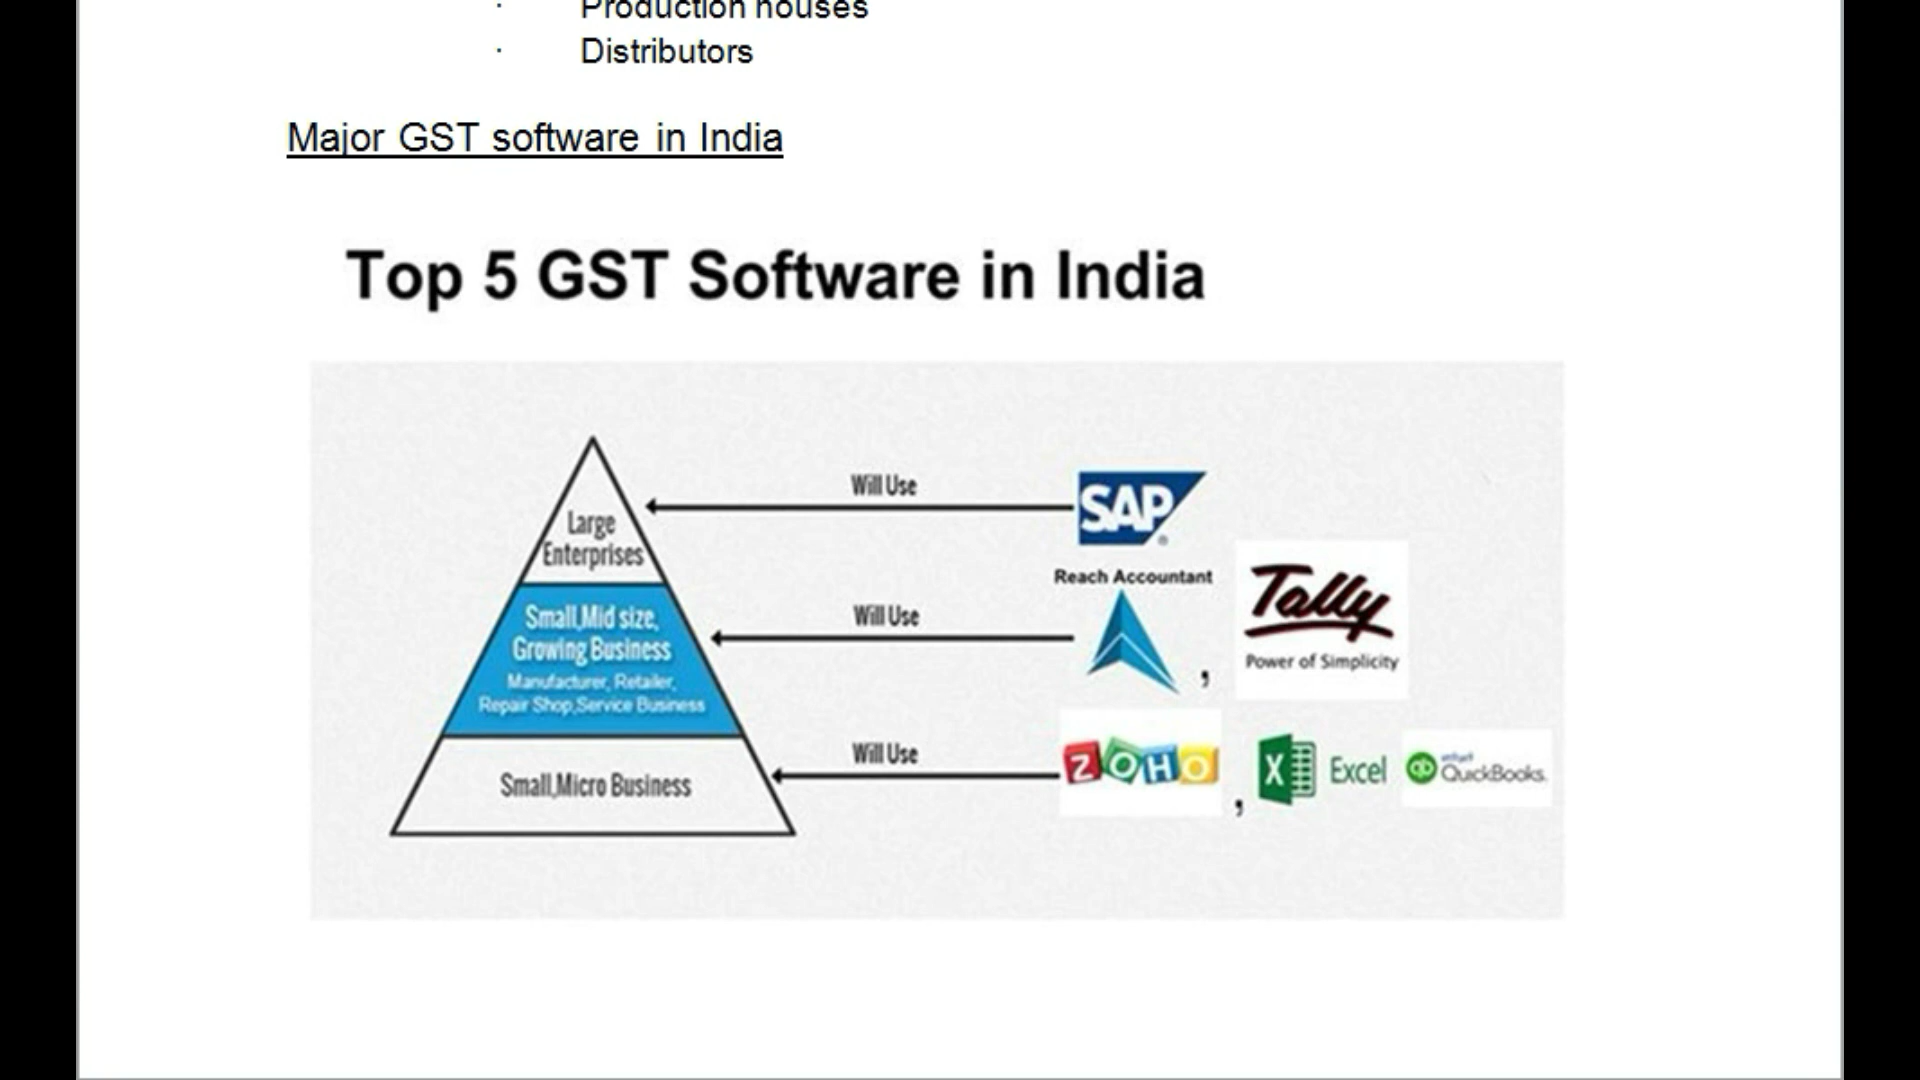 · Production houses
· Distributors
Major GST software in India
Top 5 GST Software in India
Large
Enterprises
Small,Mid size,
Growing Business
Manufacturer, Retailer,
Repair Shop,Service Business
Small,Micro Business
Will Use
SAP
®
Will Use
Reach Accountant
,
Tally
Power of Simplicity
Will Use
ZOHO
,
X
Excel
qb
intuit
QuickBooks.